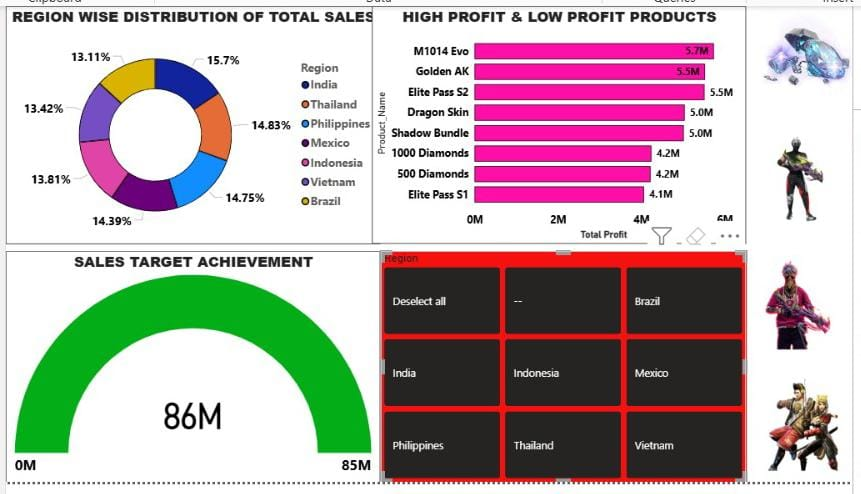 REGION WISE DISTRIBUTION OF TOTAL SALES
13.11%
15.7%
13.42%
14.83%
13.81%
14.75%
14.39%
Region
India
Thailand
Philippines
Mexico
Indonesia
Vietnam
Brazil
HIGH PROFIT & LOW PROFIT PRODUCTS
Product_Name
M1014 Evo 5.7M
Golden AK 5.5M
Elite Pass S2 5.5M
Dragon Skin 5.0M
Shadow Bundle 5.0M
1000 Diamonds 4.2M
500 Diamonds 4.2M
Elite Pass S1 4.1M
0M 2M 4M 6M
Total Profit
SALES TARGET ACHIEVEMENT
86M
0M 85M
Region
Deselect all -- Brazil
India Indonesia Mexico
Philippines Thailand Vietnam